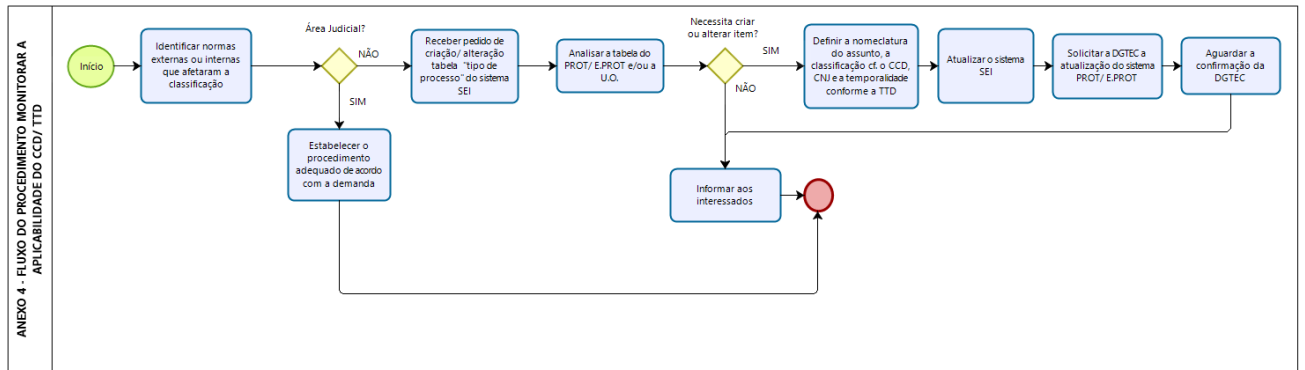 ANEXO 4 - FLUXO DO PROCEDIMENTO MONITORAR A
APLICABILIDADE DO CCD/ TTD
Início
Identificar normas
externas ou internas
que afetaram a
classificação
Área Judicial?
NÃO
SIM
Estabelecer o
procedimento
adequado de acordo
com a demanda
Receber pedido de
criação/ alteração
tabela "tipo de
processo" do sistema
SEI
Analisar a tabela do
PROT/ E.PROT e/ou a
U.O.
Necessita criar
ou alterar item?
SIM
NÃO
Definir a nomeclatura
do assunto, a
classificação cf. o CCD,
CNJ e a temporalidade
conforme a TTD
Atualizar o sistema
SEI
Solicitar a DGTEC a
atualização do sistema
PROT/ E.PROT
Aguardar a
confirmação da
DGTEC
Informar aos
interessados